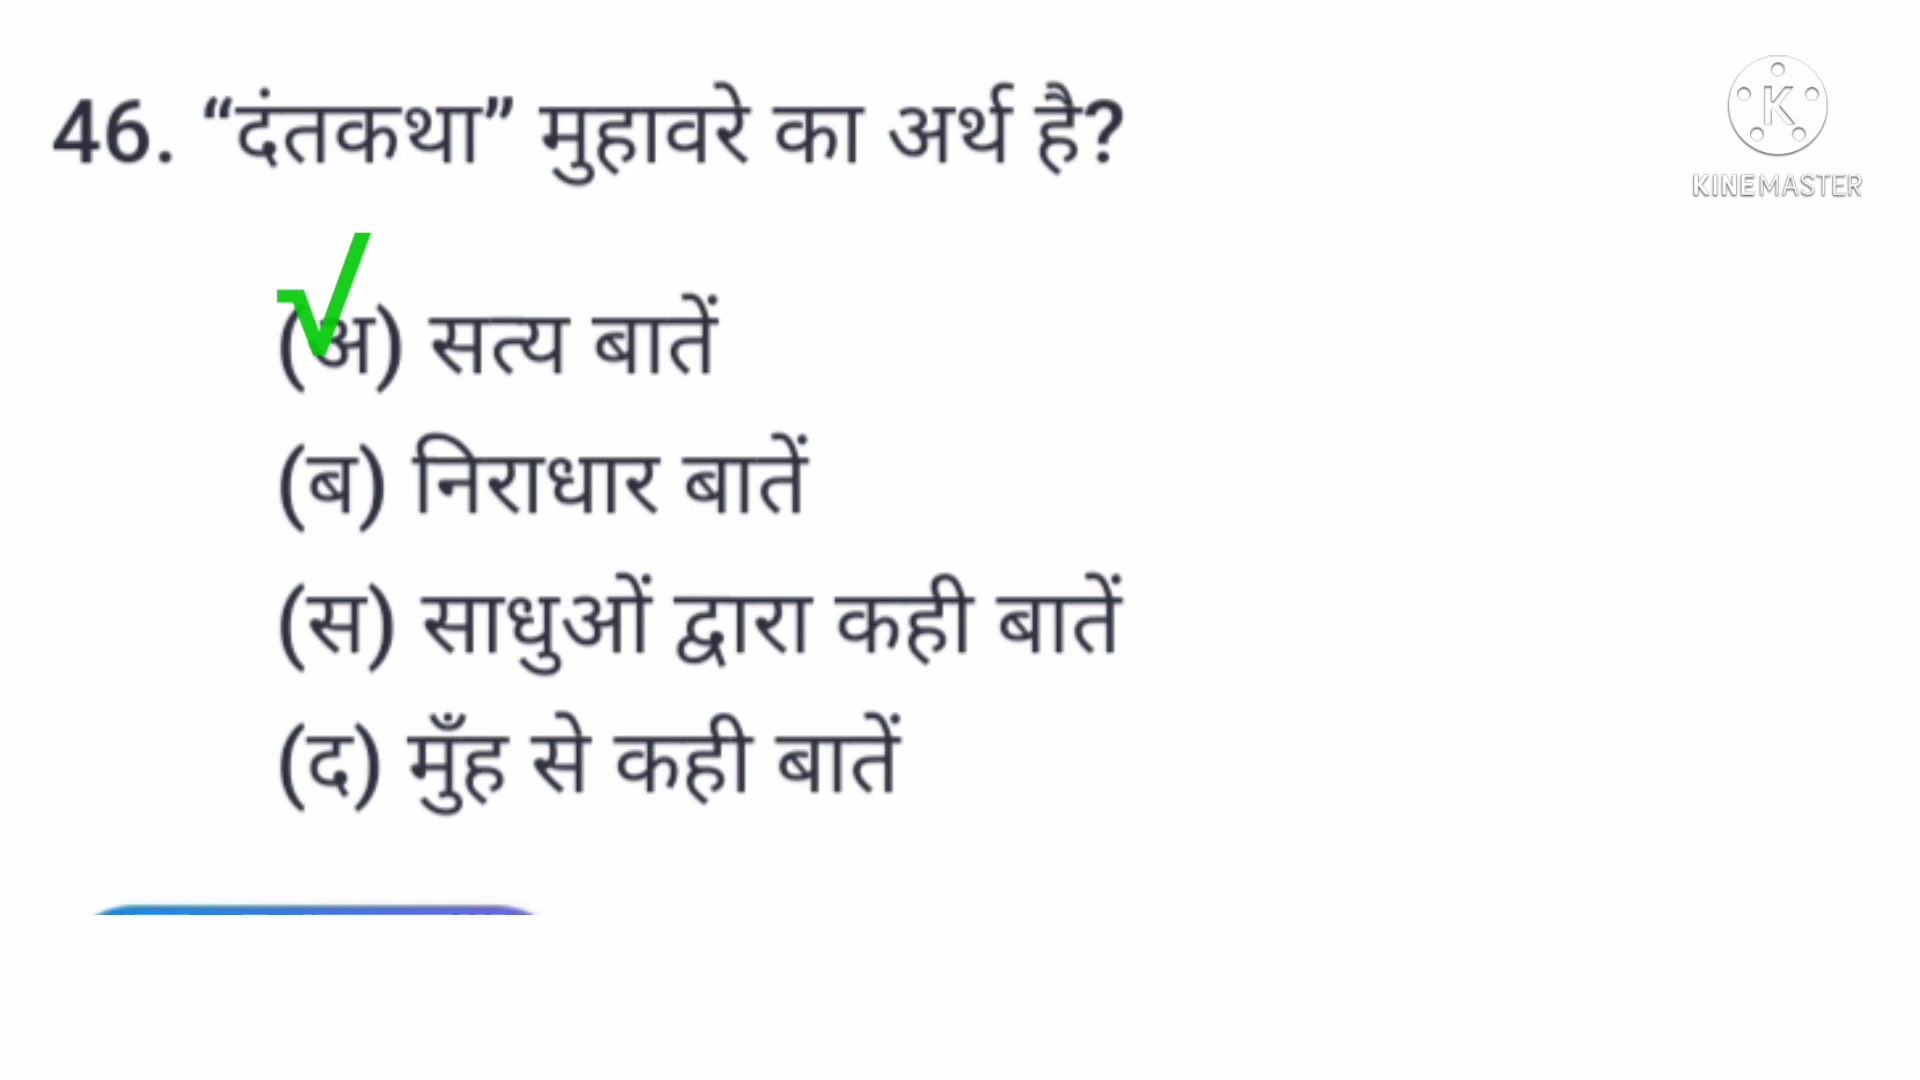 46. “दंतकथा” मुहावरे का अर्थ है?
K
KINEMASTER
(अ) सत्य बातें
(ब) निराधार बातें
(स) साधुओं द्वारा कही बातें
(द) मुँह से कही बातें